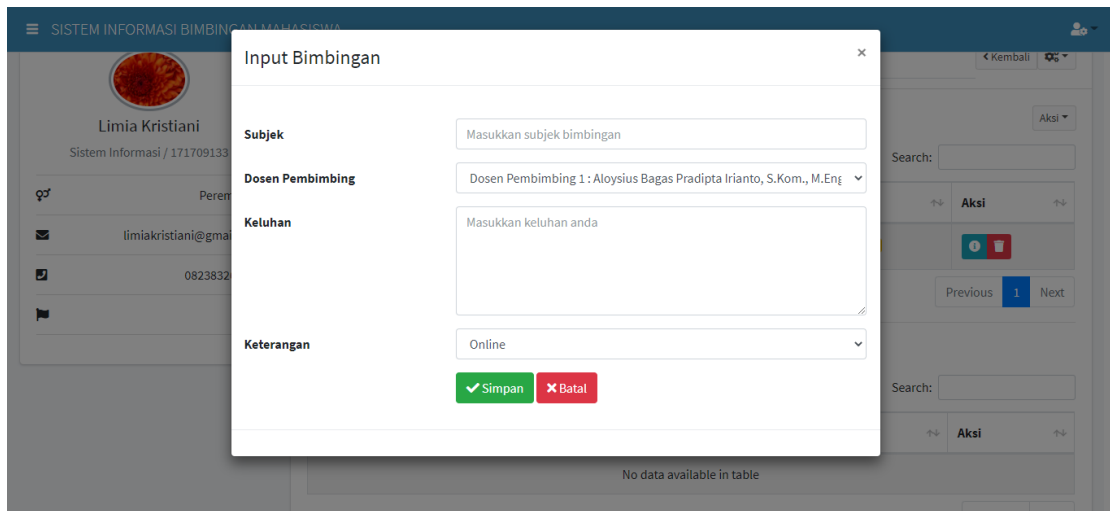 SISTEM INFORMASI BIMBINGAN MAHASISWA
Input Bimbingan ×
Kembali
Limia Kristiani
Sistem Informasi / 171709133
Perem
limiakristiani@gmai
0823832
Subjek Masukkan subjek bimbingan
Dosen Pembimbing Dosen Pembimbing 1 : Aloysius Bagas Pradipta Irianto, S.Kom., M.Eng
Keluhan Masukkan keluhan anda
Keterangan Online
Simpan Batal
Aksi
Search:
Aksi
Previous 1 Next
Search:
Aksi
No data available in table